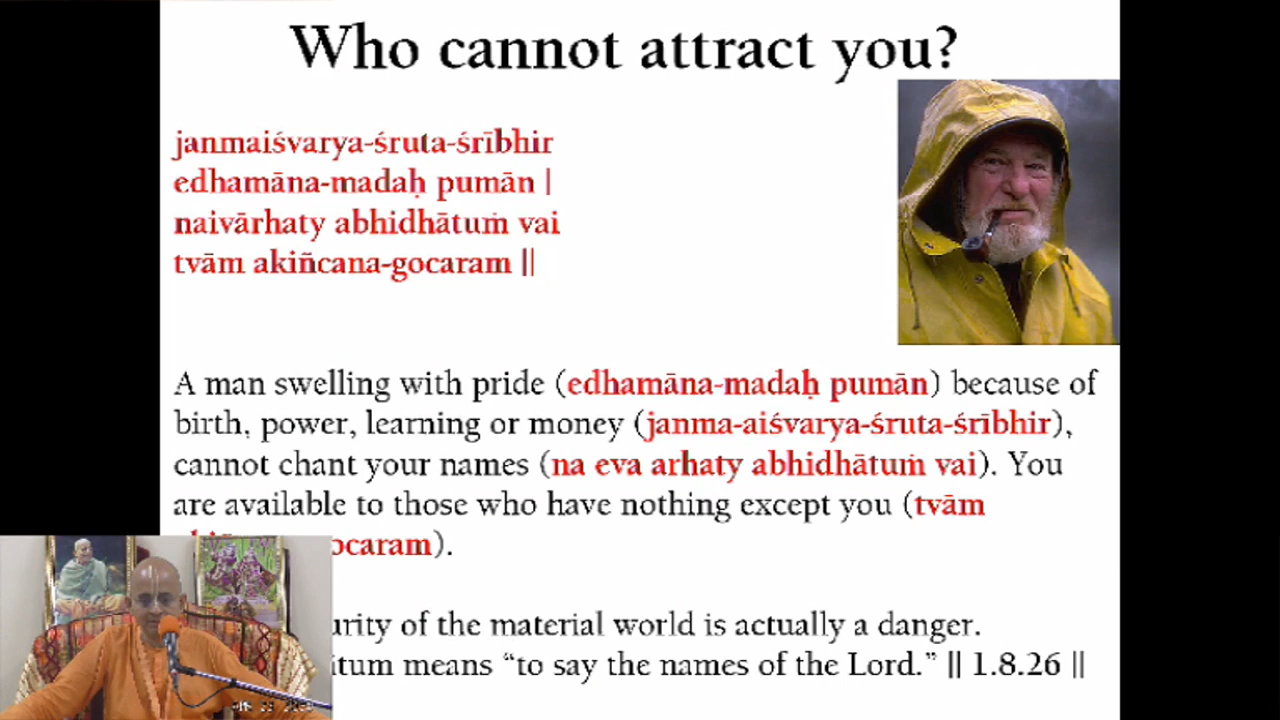 Who cannot attract you?
janmaiśvarya-śruta-śrībhir
edhamāna-madaḥ pumān |
naivārhaty abhidhātuṁ vai
tvām akiñcana-gocaram ||
A man swelling with pride (edhamāna-madaḥ pumān) because of
birth, power, learning or money (janma-aiśvarya-śruta-śrībhir),
cannot chant your names (na eva arhaty abhidhātuṁ vai). You
are available to those who have nothing except you (tvām
ocaram).
urity of the material world is actually a danger.
itum means “to say the names of the Lord.” || 1.8.26 ||